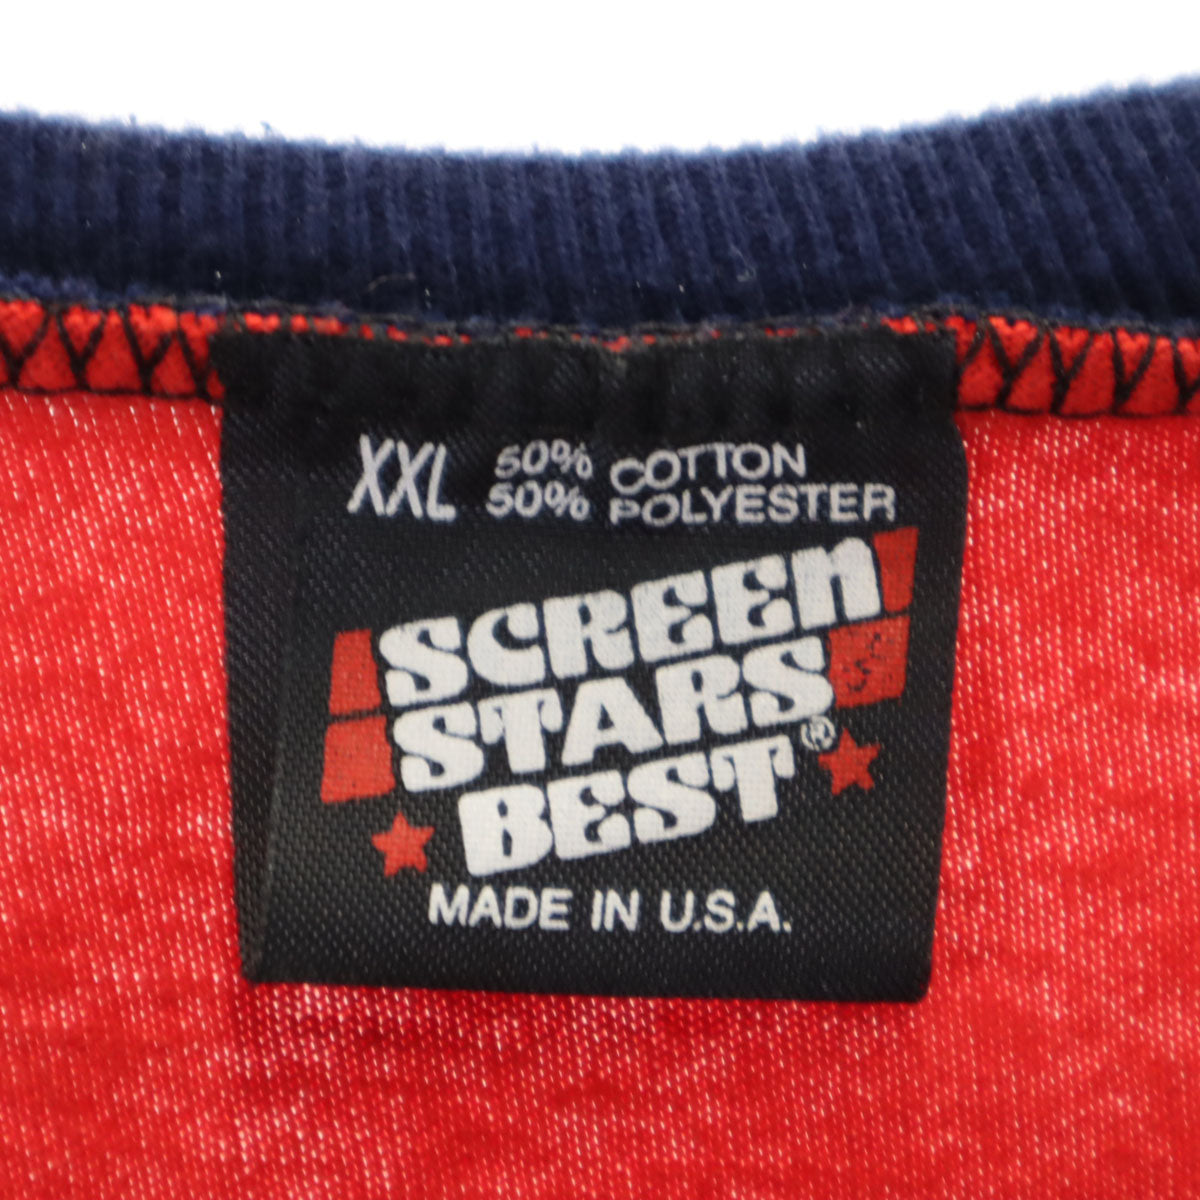 XXL 50% COTTON
50% POLYESTER
SCREEN
STARS
BEST®
MADE IN U.S.A.